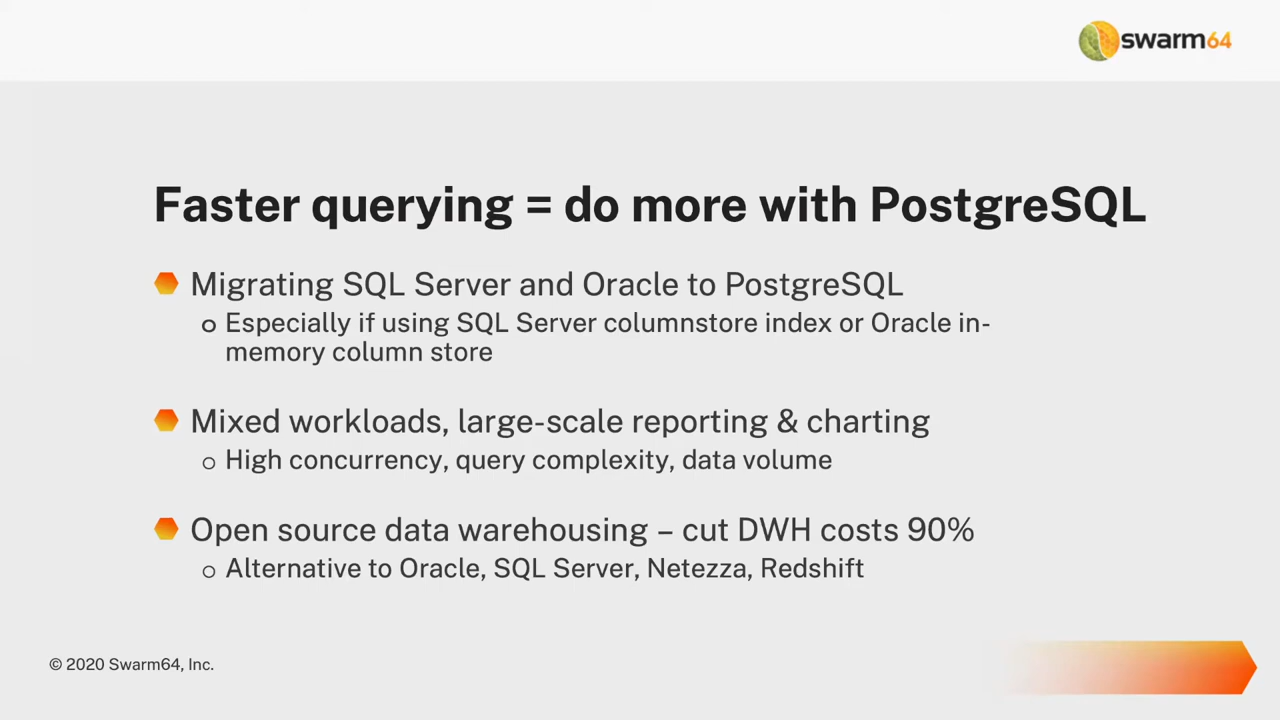 swarm64
Faster querying = do more with PostgreSQL
Migrating SQL Server and Oracle to PostgreSQL
o Especially if using SQL Server columnstore index or Oracle in-
memory column store
Mixed workloads, large-scale reporting & charting
o High concurrency, query complexity, data volume
Open source data warehousing – cut DWH costs 90%
o Alternative to Oracle, SQL Server, Netezza, Redshift
© 2020 Swarm64, Inc.